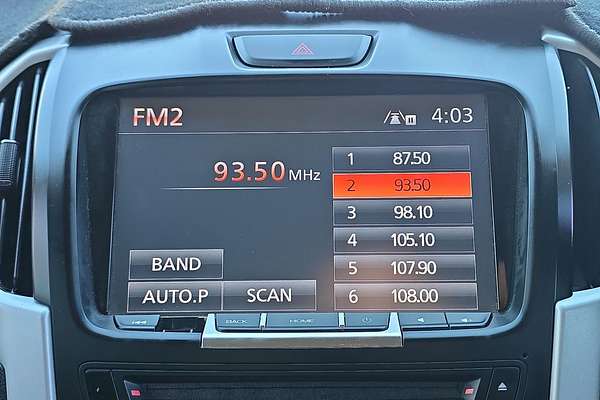 FM2 4:03
93.50 MHz
1 87.50
2 93.50
3 98.10
4 105.10
5 107.90
6 108.00
BAND
AUTO.P SCAN
BACK HOME